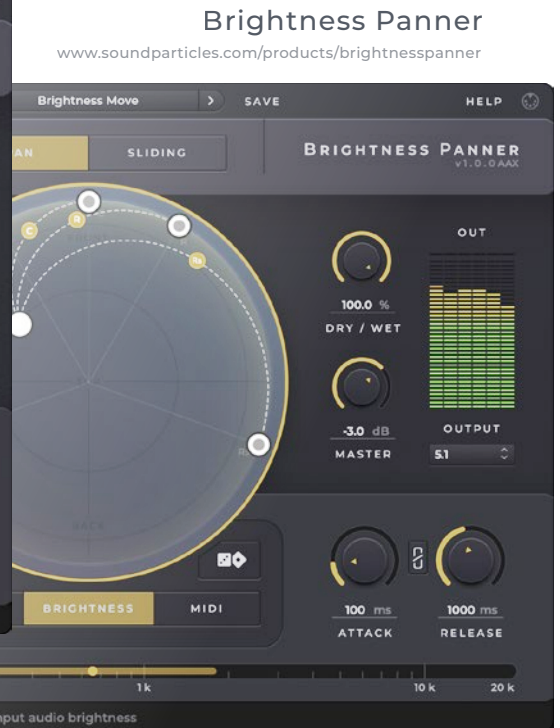 Brightness Panner
www.soundparticles.com/products/brightnesspanner
Brightness Move > SAVE HELP
AN SLIDING
BRIGHTNESS PANNER
v1.0.0 AAX
C R Rs
OUT
100.0 %
DRY / WET
-3.0 dB
MASTER
OUTPUT
5.1
BACK
BRIGHTNESS MIDI
100 ms 1000 ms
ATTACK RELEASE
1 k 10 k 20 k
put audio brightness